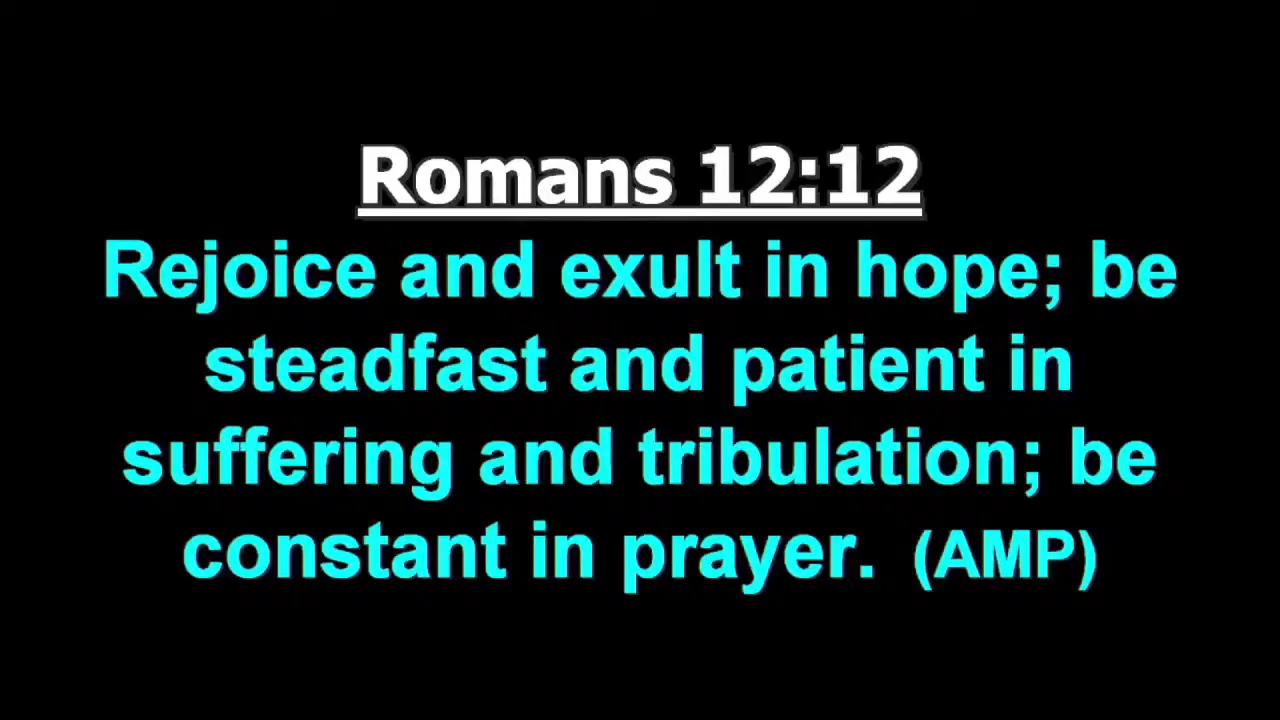 Romans 12:12
Rejoice and exult in hope; be
steadfast and patient in
suffering and tribulation; be
constant in prayer. (AMP)